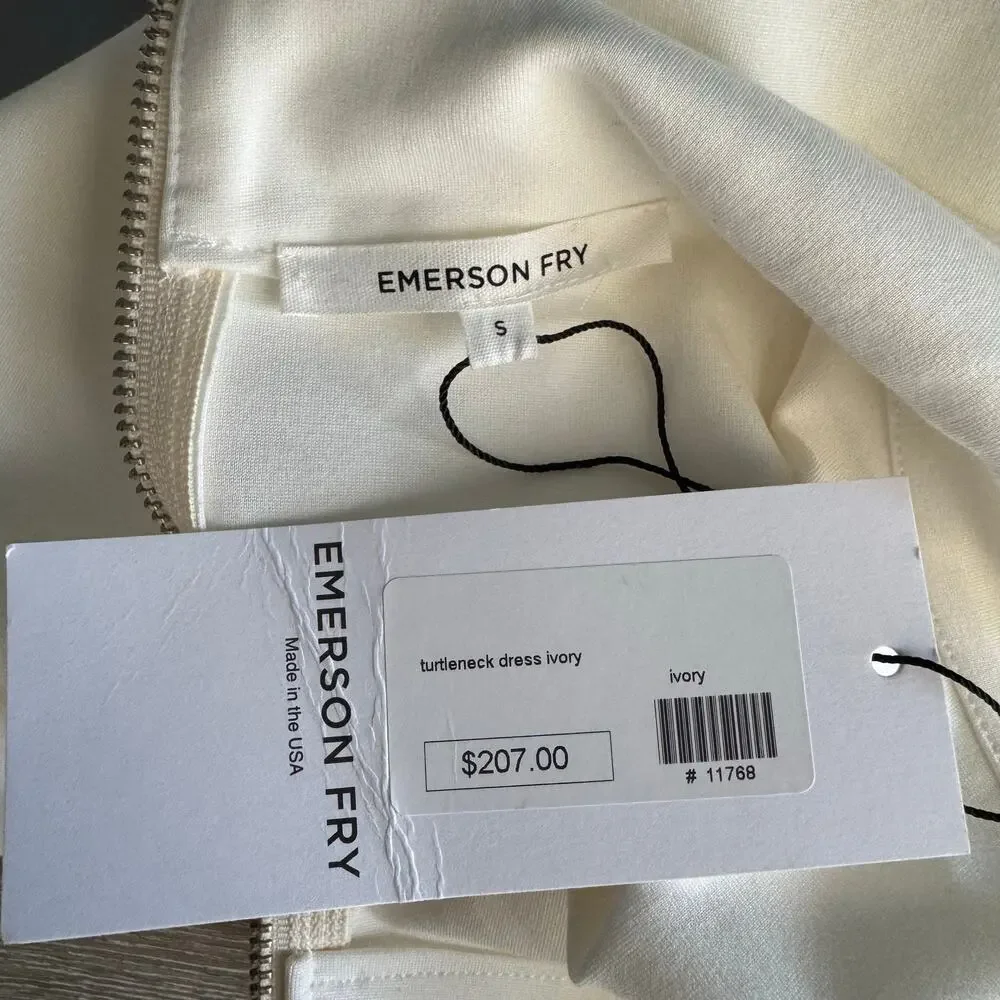 EMERSON FRY
S
EMERSON FRY
Made in the USA
turtleneck dress ivory
ivory
$207.00
# 11768